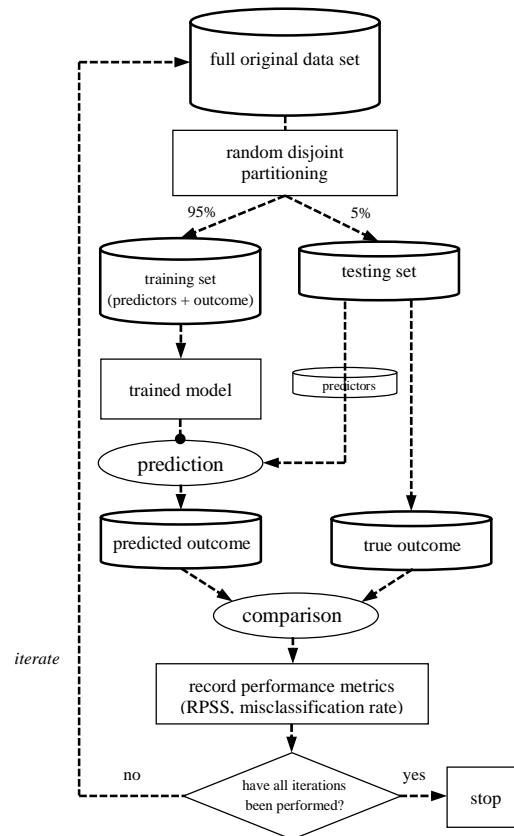 full original data set
random disjoint
partitioning
95%
5%
training set
(predictors + outcome)
testing set
predictors
trained model
prediction
predicted outcome
true outcome
comparison
iterate
record performance metrics
(RPSS, misclassification rate)
no
have all iterations
been performed?
yes
stop